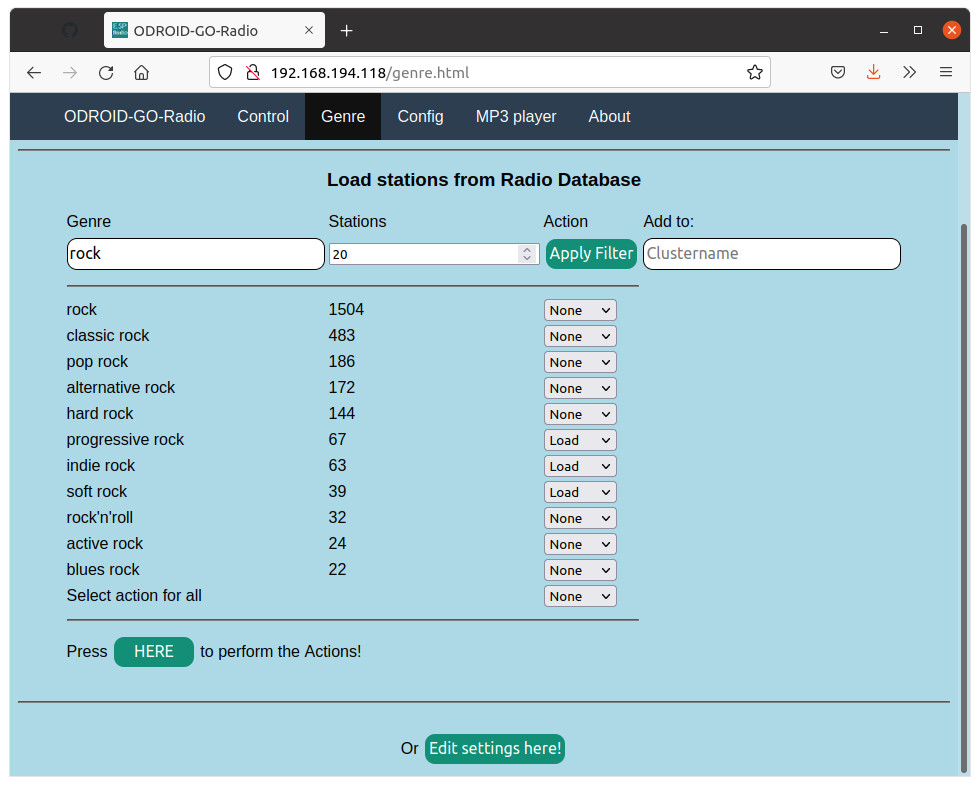 ESP Radio ODROID-GO-Radio
192.168.194.118/genre.html
ODROID-GO-Radio Control Genre Config MP3 player About
Load stations from Radio Database
Genre Stations Action Add to:
rock 20 Apply Filter Clustername
rock 1504 None
classic rock 483 None
pop rock 186 None
alternative rock 172 None
hard rock 144 None
progressive rock 67 Load
indie rock 63 Load
soft rock 39 Load
rock'n'roll 32 None
active rock 24 None
blues rock 22 None
Select action for all None
Press HERE to perform the Actions!
Or Edit settings here!